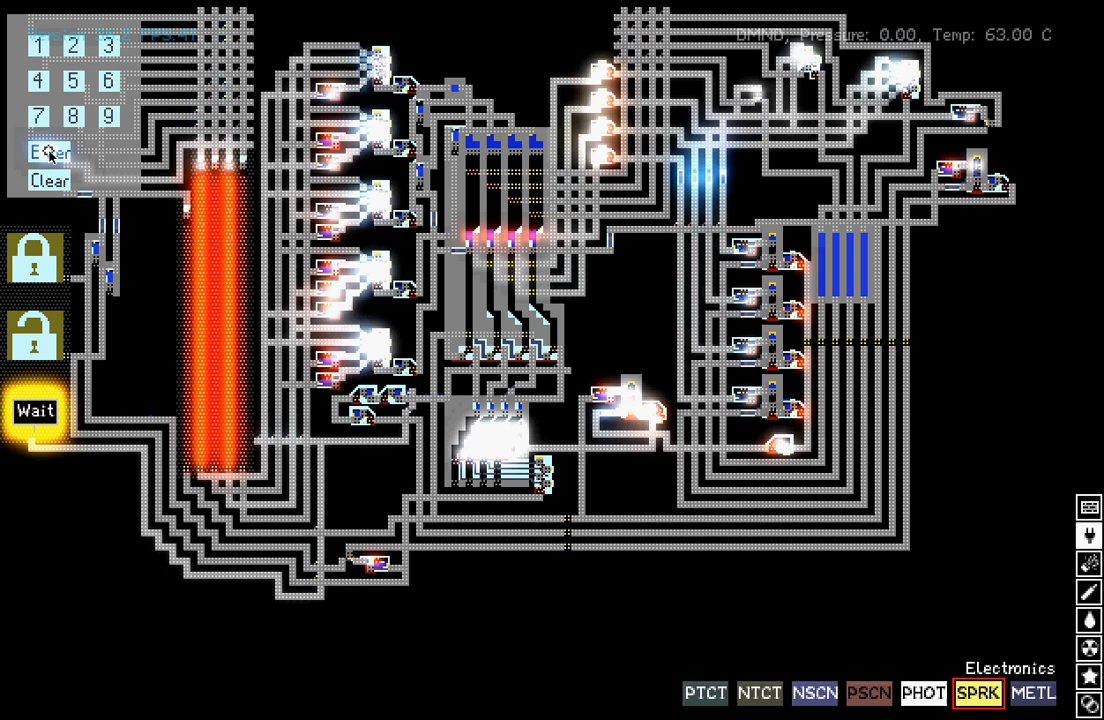 DMND, Pressure: 0.00, Temp: 63.00 C
1 2 3
4 5 6
7 8 9
Clear
Wait
Electronics
PTCT NTCT NSCN PSCN PHOT SPRK METL